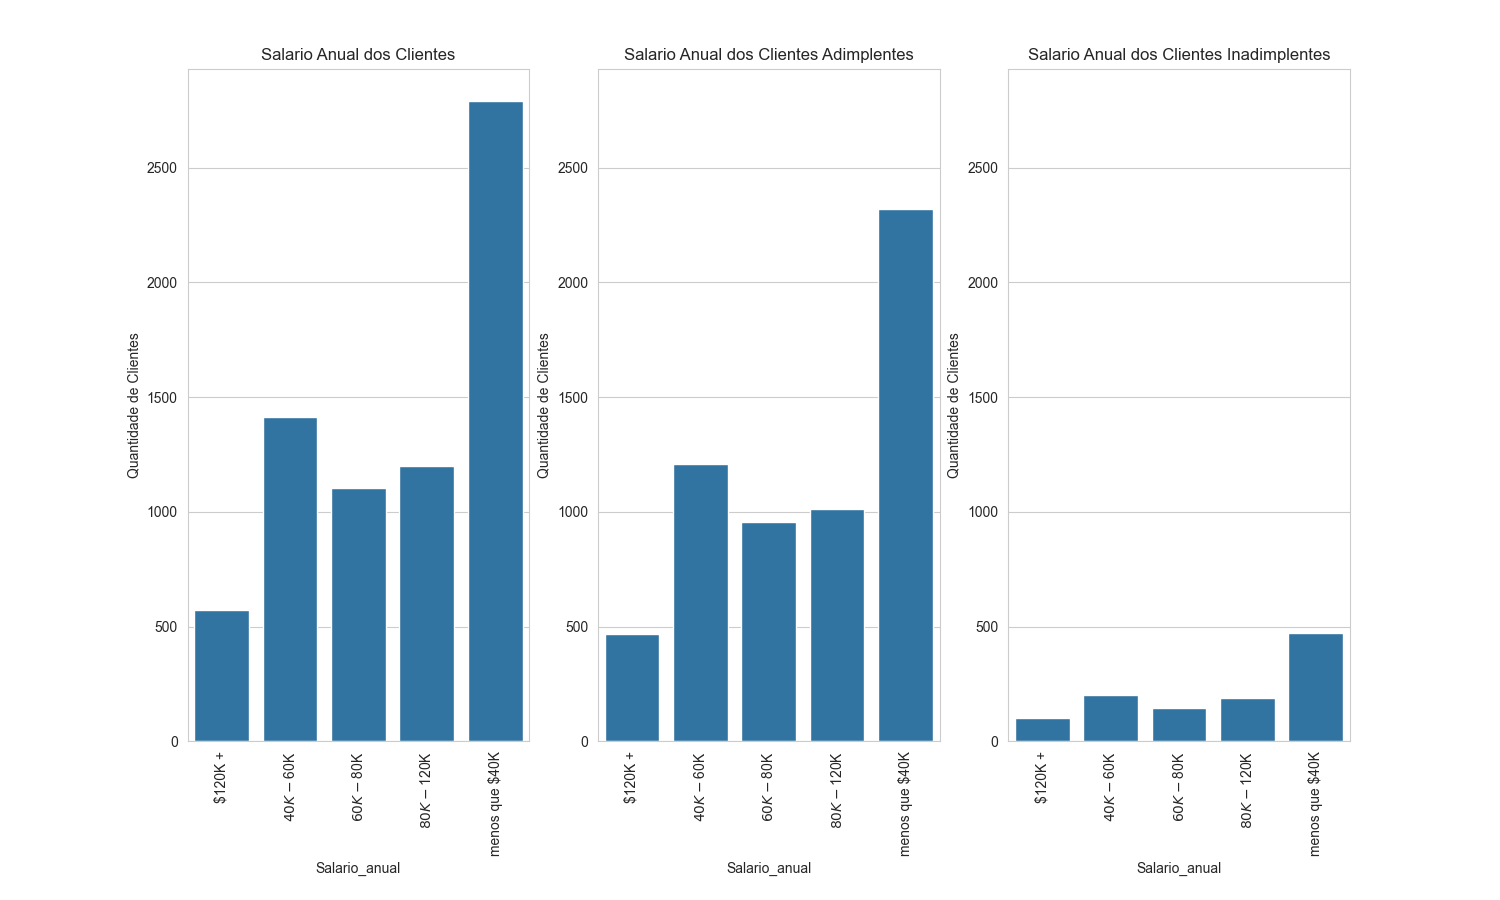 Salario Anual dos Clientes
Quantidade de Clientes
2500
2000
1500
1000
500
0
$120K +
40K − 60K
60K − 80K
80K − 120K
menos que $40K
Salario_anual
Salario Anual dos Clientes Adimplentes
Quantidade de Clientes
2500
2000
1500
1000
500
0
$120K +
40K − 60K
60K − 80K
80K − 120K
menos que $40K
Salario_anual
Salario Anual dos Clientes Inadimplentes
Quantidade de Clientes
2500
2000
1500
1000
500
0
$120K +
40K − 60K
60K − 80K
80K − 120K
menos que $40K
Salario_anual